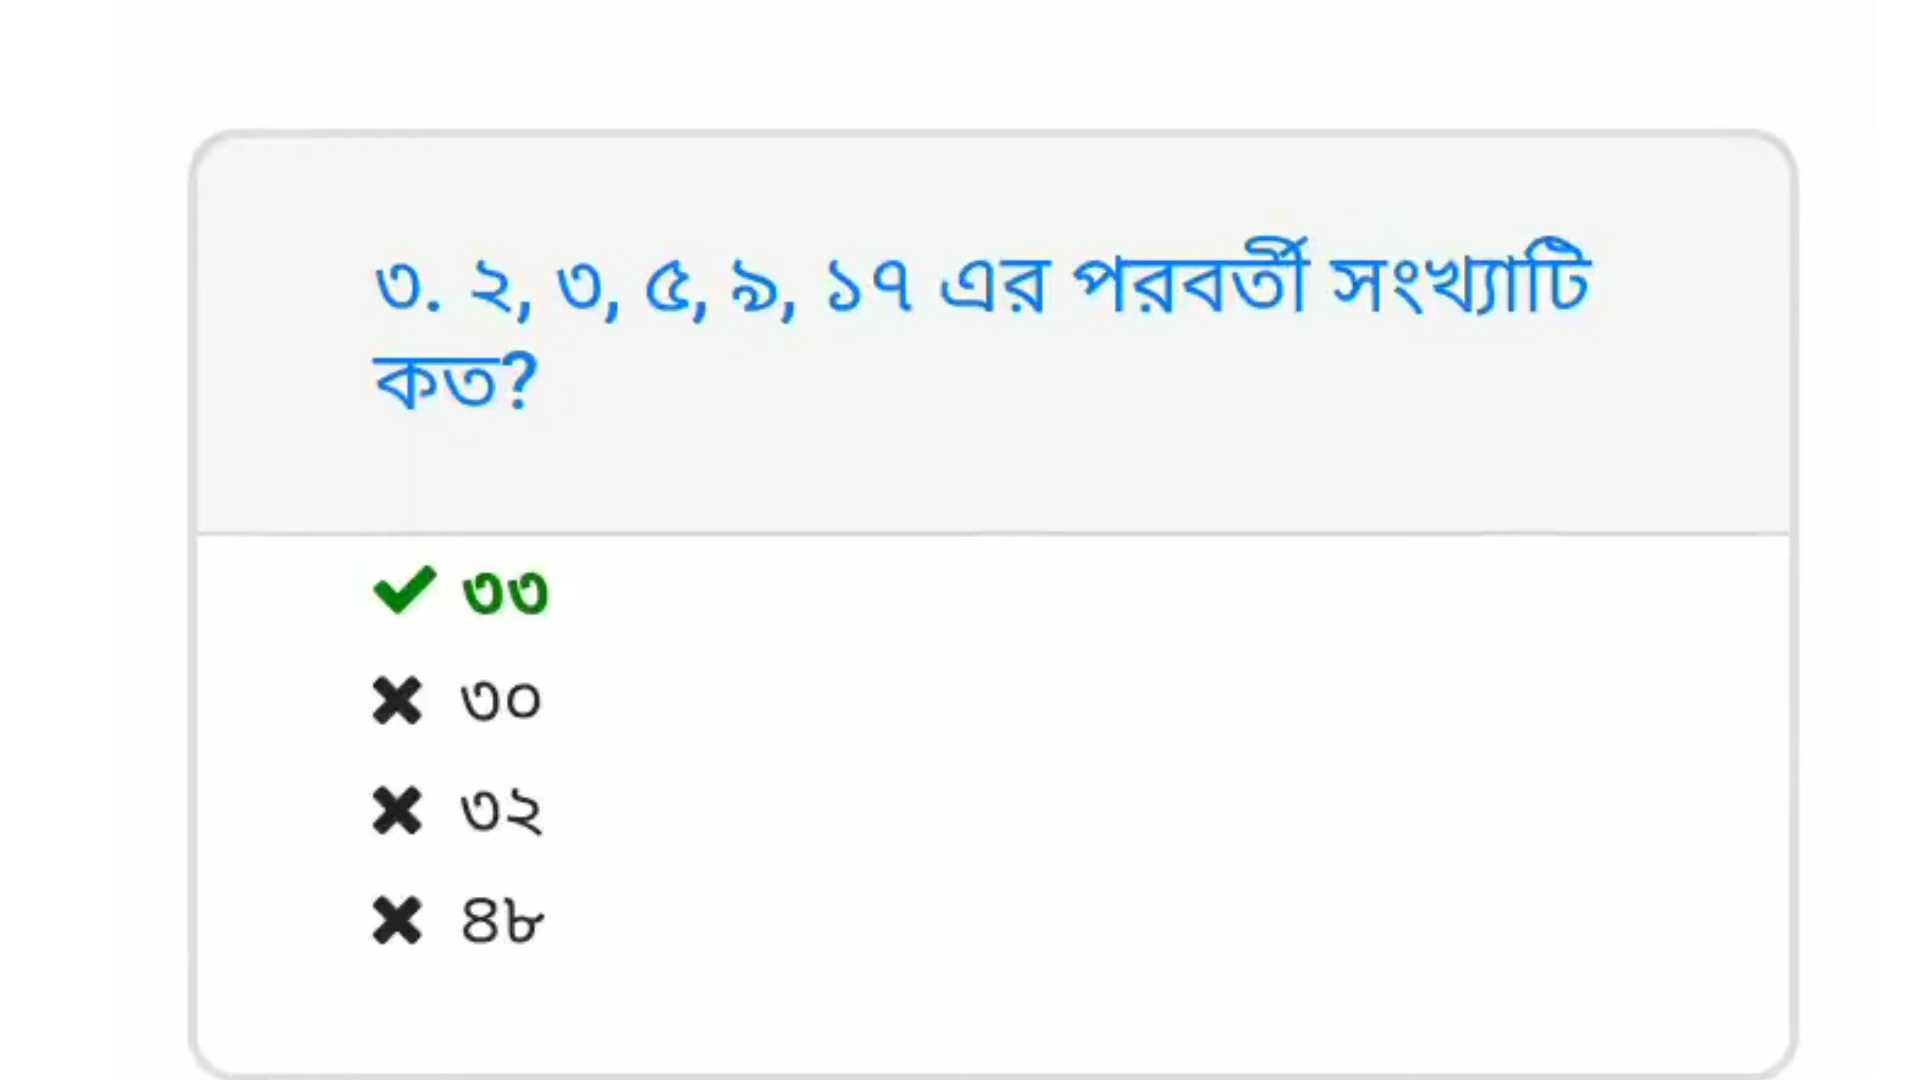 ৩. ২, ৩, ৫, ৯, ১৭ এর পরবর্তী সংখ্যাটি
কত?
৩৩
৩০
৩২
৪৮